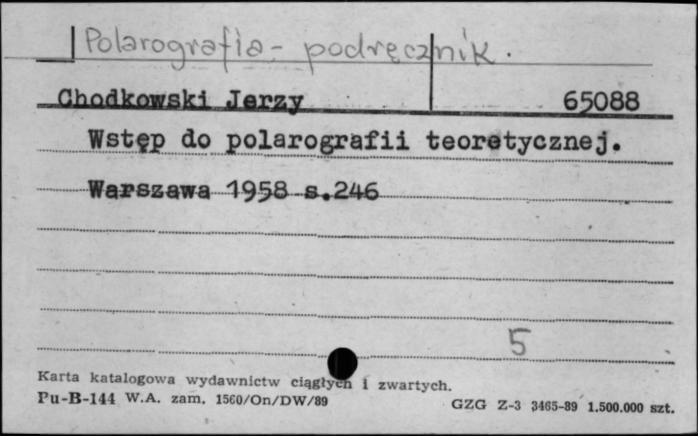 Polarografia - podręcznik.
Chodkowski Jerzy 65088
Wstęp do polarografii teoretycznej.
Warszawa 1958 s.246
5
Karta katalogowa wydawnictw ciągłych i zwartych.
Pu-B-144 W.A. zam. 1560/On/DW/89 GZG Z-3 3465-89 1.500.000 szt.